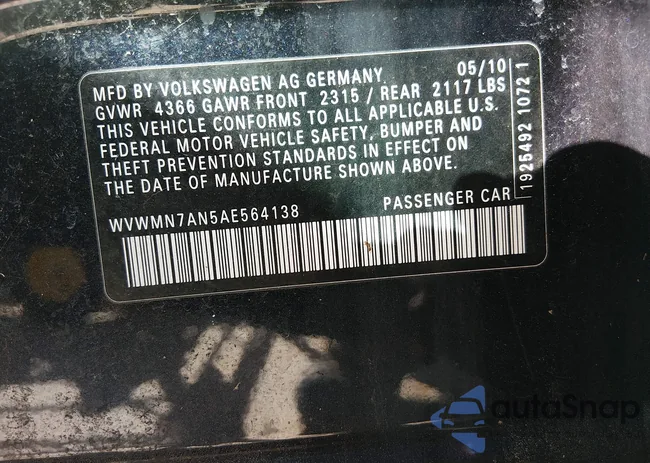 MFD BY VOLKSWAGEN AG GERMANY 05/10
GVWR 4366 GAWR FRONT 2315 / REAR 2117 LBS
THIS VEHICLE CONFORMS TO ALL APPLICABLE U.S.
FEDERAL MOTOR VEHICLE SAFETY, BUMPER AND
THEFT PREVENTION STANDARDS IN EFFECT ON
THE DATE OF MANUFACTURE SHOWN ABOVE.
WVWMN7AN5AE564138 PASSENGER CAR
1925492 1072 1
autoSnap